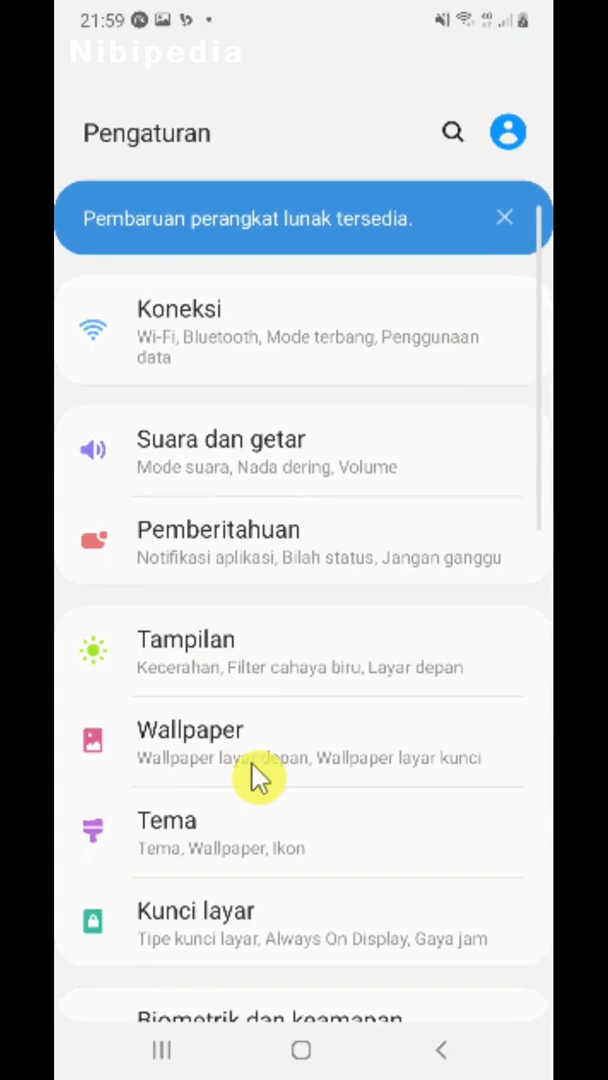 21:59
Nibipedia
Pengaturan
Pembaruan perangkat lunak tersedia.
Koneksi
Wi-Fi, Bluetooth, Mode terbang, Penggunaan
data
Suara dan getar
Mode suara, Nada dering, Volume
Pemberitahuan
Notifikasi aplikasi, Bilah status, Jangan ganggu
Tampilan
Kecerahan, Filter cahaya biru, Layar depan
Wallpaper
Wallpaper layar depan, Wallpaper layar kunci
Tema
Tema, Wallpaper, Ikon
Kunci layar
Tipe kunci layar, Always On Display, Gaya jam
Biometrik dan keamanan